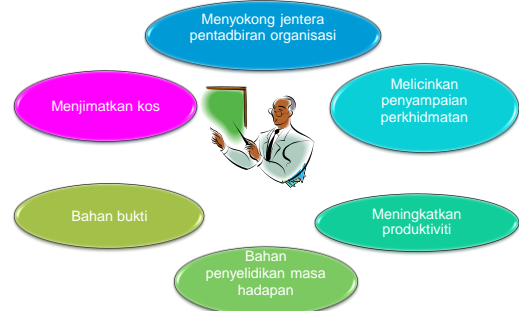 Menyokong jentera
pentadbiran organisasi
Melicinkan
penyampaian
perkhidmatan
Meningkatkan
produktiviti
Bahan
penyelidikan masa
hadapan
Bahan bukti
Menjimatkan kos